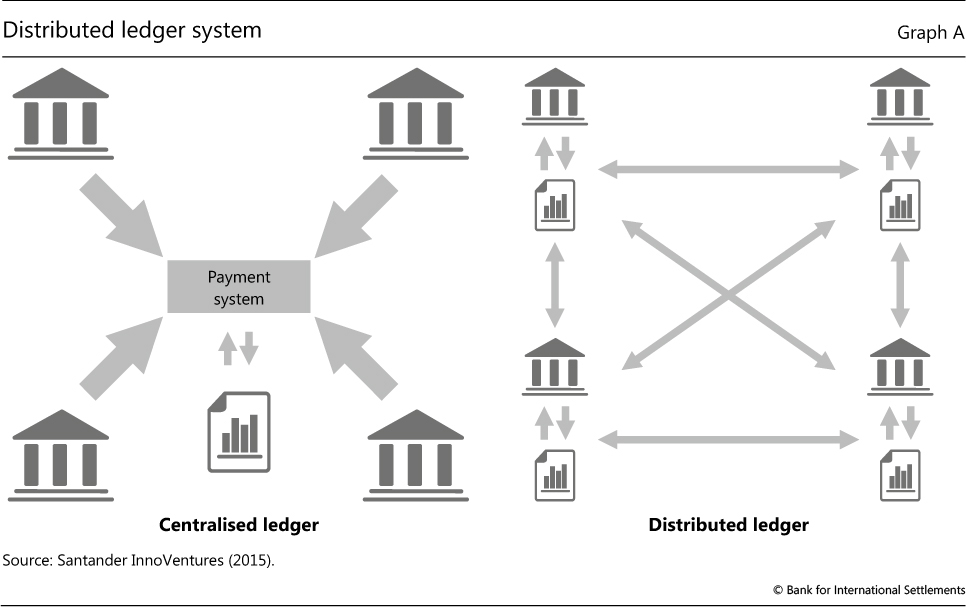 Distributed ledger system
Graph A
Payment
system
Centralised ledger
Distributed ledger
Source: Santander InnoVentures (2015).
© Bank for International Settlements